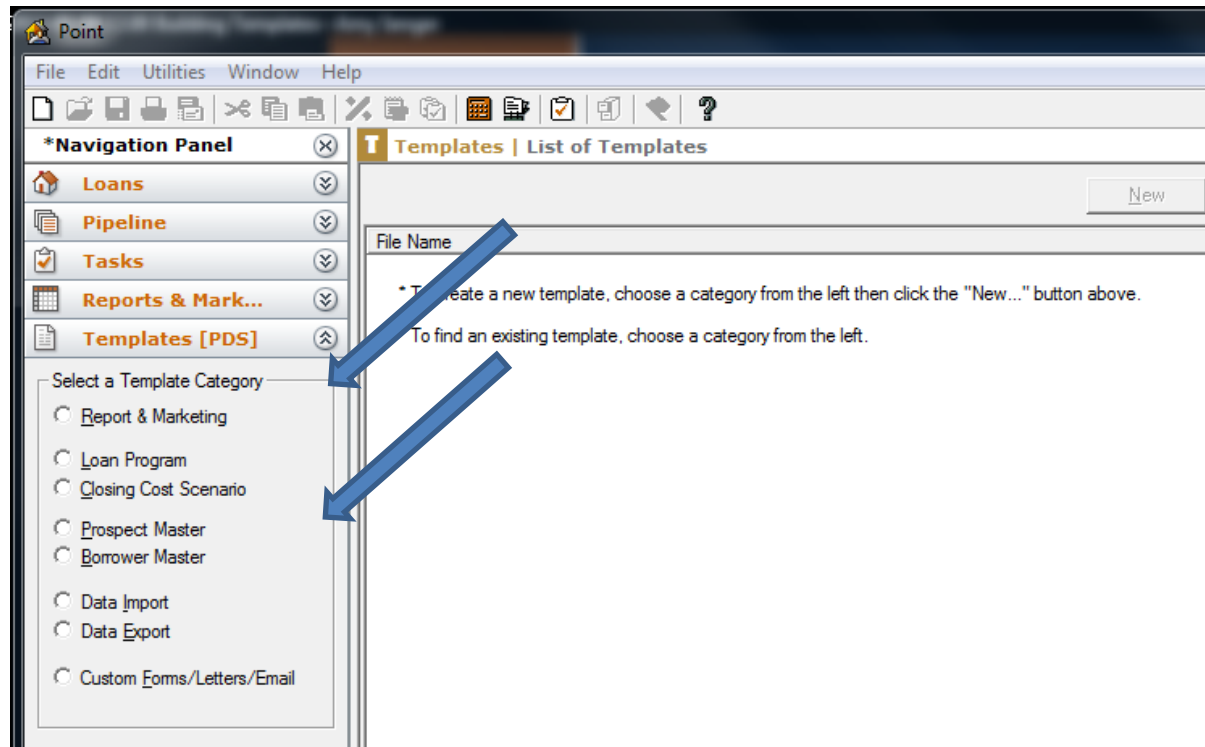 Point
File Edit Utilities Window Help
*Navigation Panel
Templates | List of Templates
Loans
New
Pipeline
File Name
Tasks
Reports & Mark...
* To create a new template, choose a category from the left then click the "New..." button above.
Templates [PDS]
To find an existing template, choose a category from the left.
Select a Template Category
Report & Marketing
Loan Program
Closing Cost Scenario
Prospect Master
Borrower Master
Data Import
Data Export
Custom Forms/Letters/Email